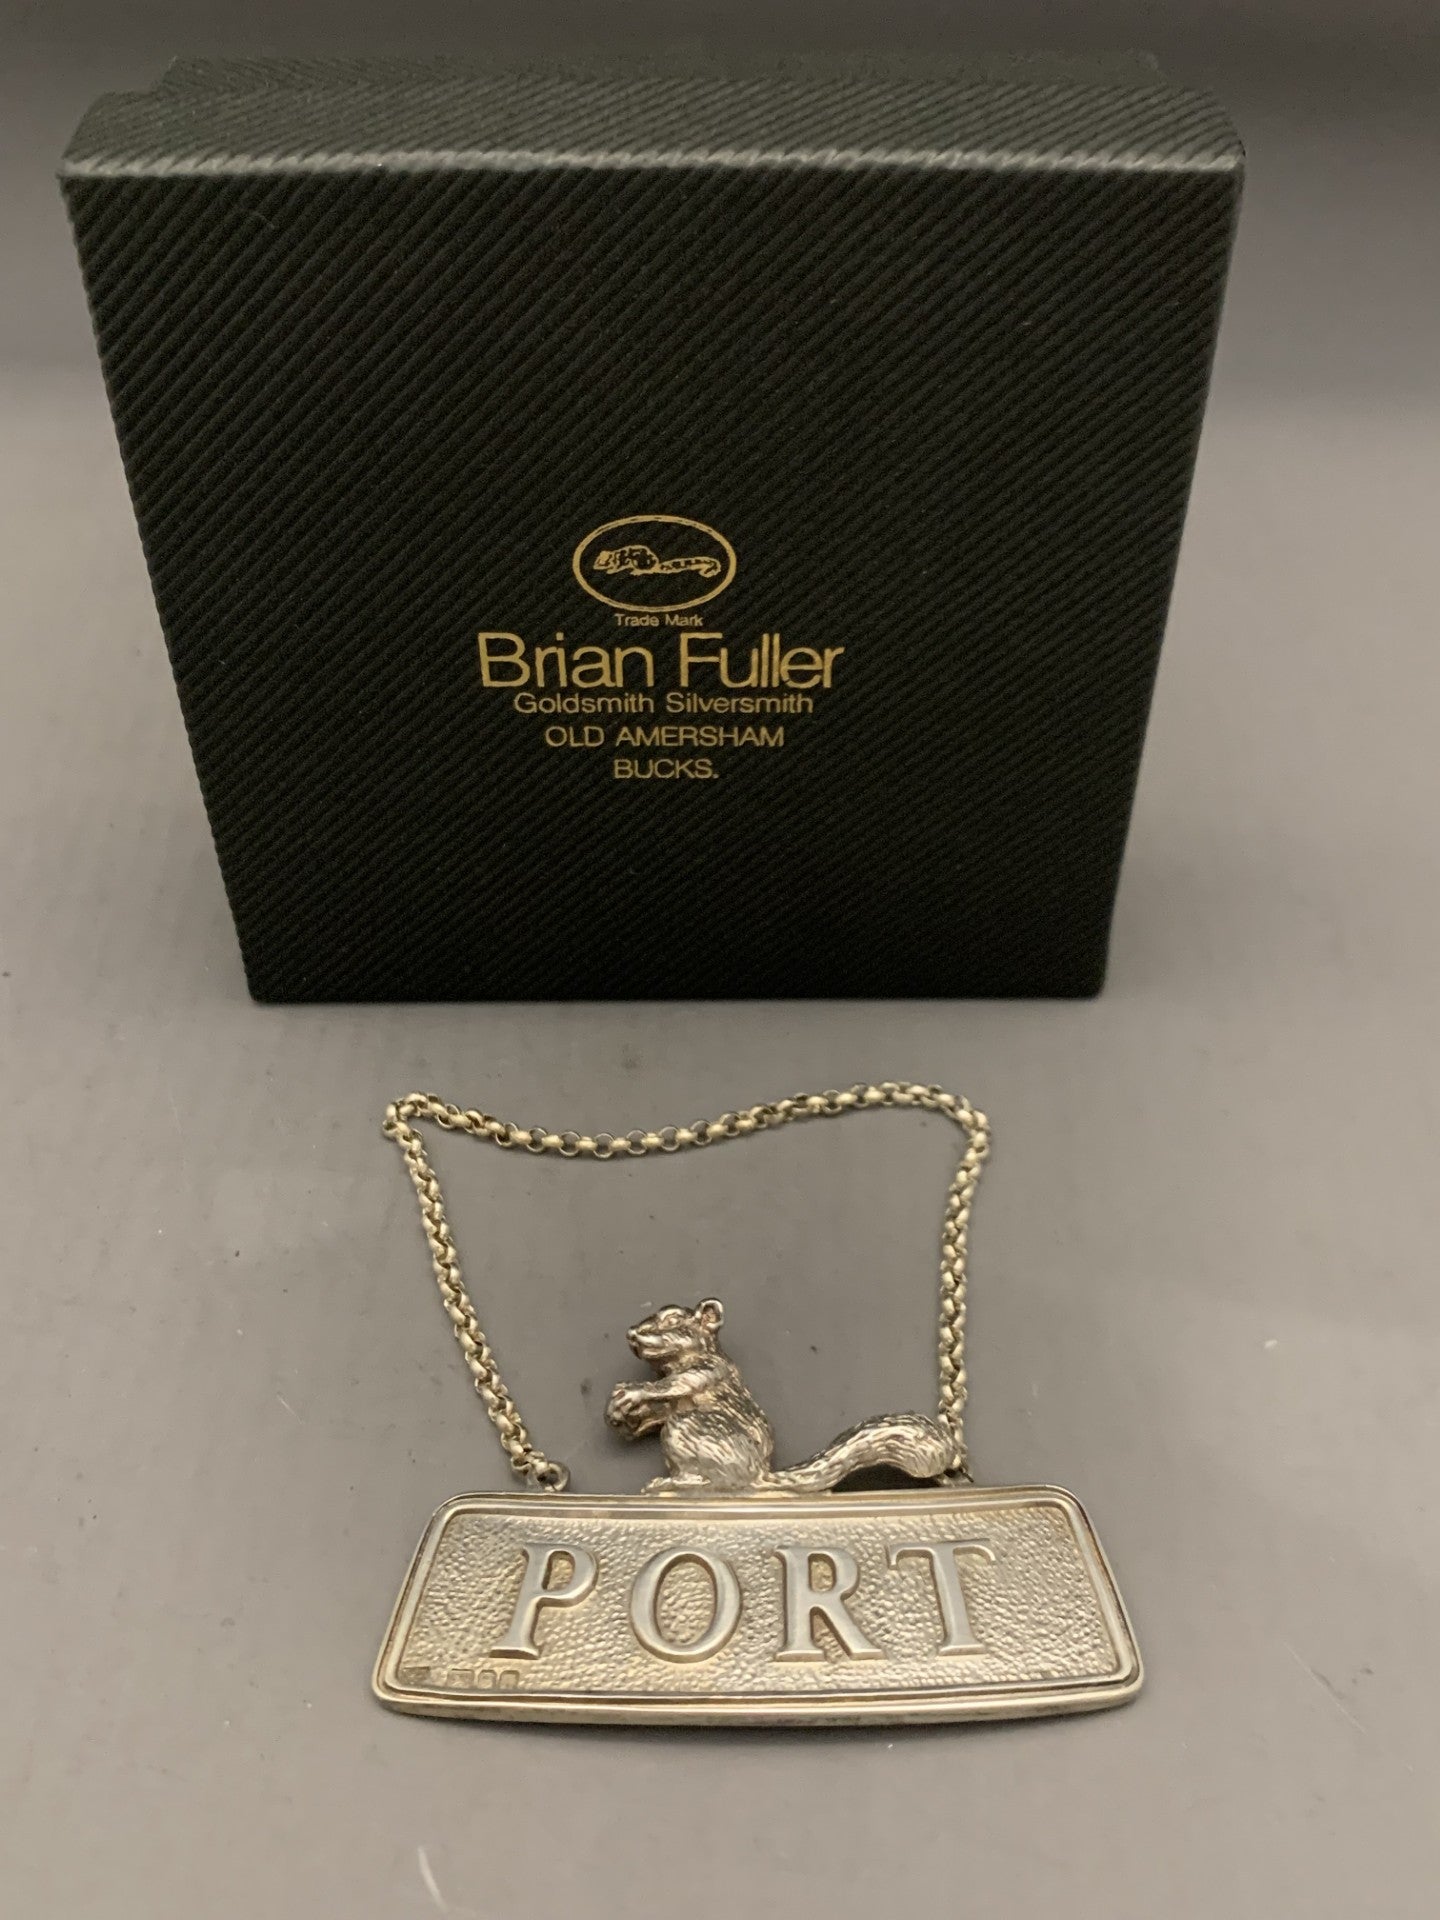 Trade Mark
Brian Fuller
Goldsmith Silversmith
OLD AMERSHAM
BUCKS.
PORT